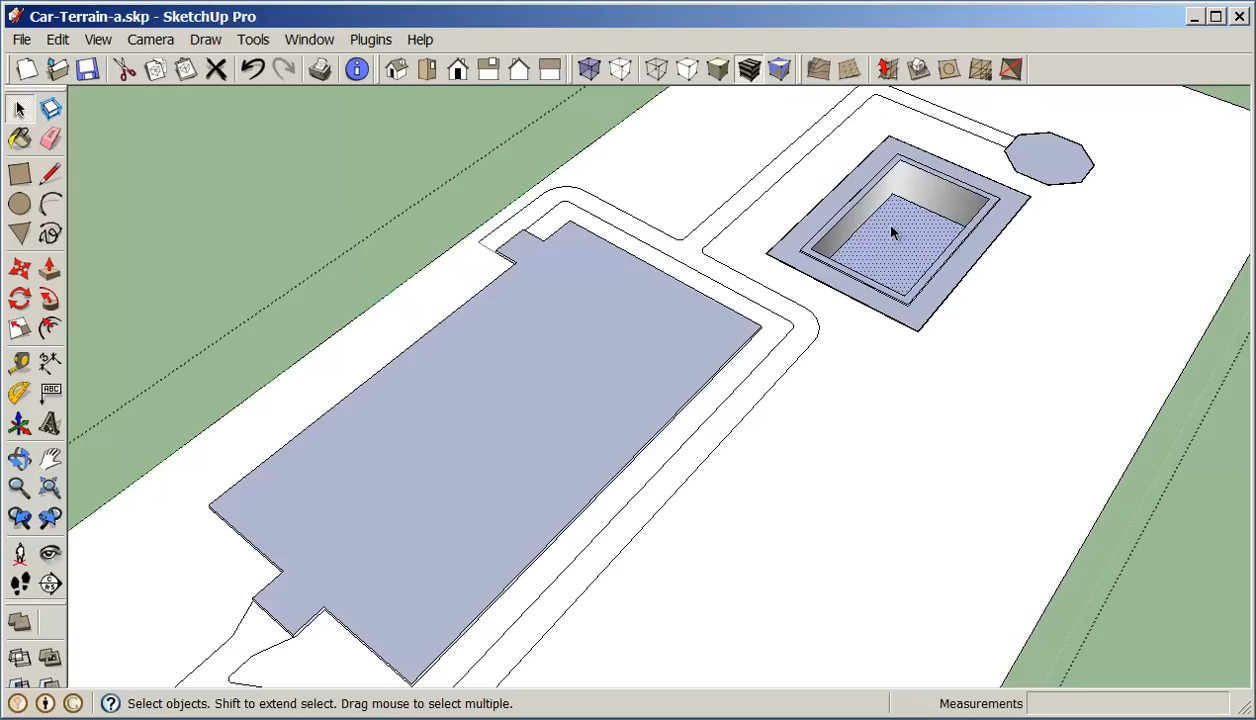 Car-Terrain-a.skp - SketchUp Pro
File Edit View Camera Draw Tools Window Plugins Help
ABC
Select objects. Shift to extend select. Drag mouse to select multiple.
Measurements